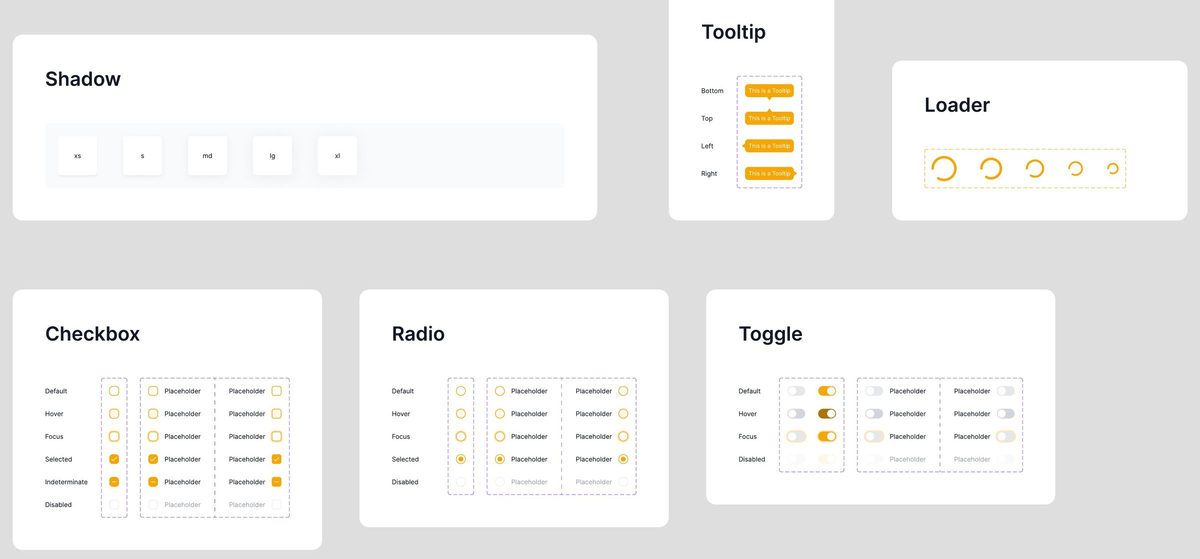 Shadow
xs s md lg xl
Tooltip
Bottom This is a Tooltip
Top This is a Tooltip
Left This is a Tooltip
Right This is a Tooltip
Loader
Checkbox
Default Placeholder Placeholder
Hover Placeholder Placeholder
Focus Placeholder Placeholder
Selected Placeholder Placeholder
Indeterminate Placeholder Placeholder
Disabled Placeholder Placeholder
Radio
Default Placeholder Placeholder
Hover Placeholder Placeholder
Focus Placeholder Placeholder
Selected Placeholder Placeholder
Disabled Placeholder Placeholder
Toggle
Default Placeholder Placeholder
Hover Placeholder Placeholder
Focus Placeholder Placeholder
Disabled Placeholder Placeholder